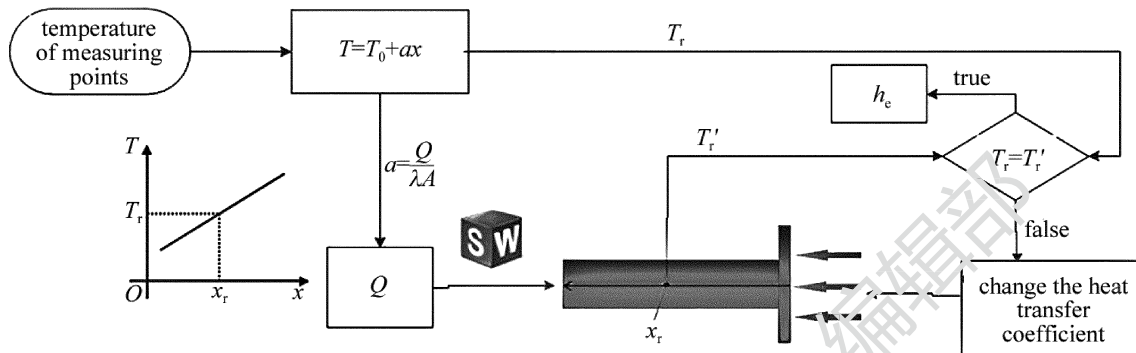 temperature
of measuring
points
T=T₀+ax
Tᵣ
hₑ
true
Tᵣ=Tᵣ′
Tᵣ′
false
a=Q/λA
T
Tᵣ
O
xᵣ
x
Q
SW
xᵣ
change the heat
transfer
coefficient
编辑部